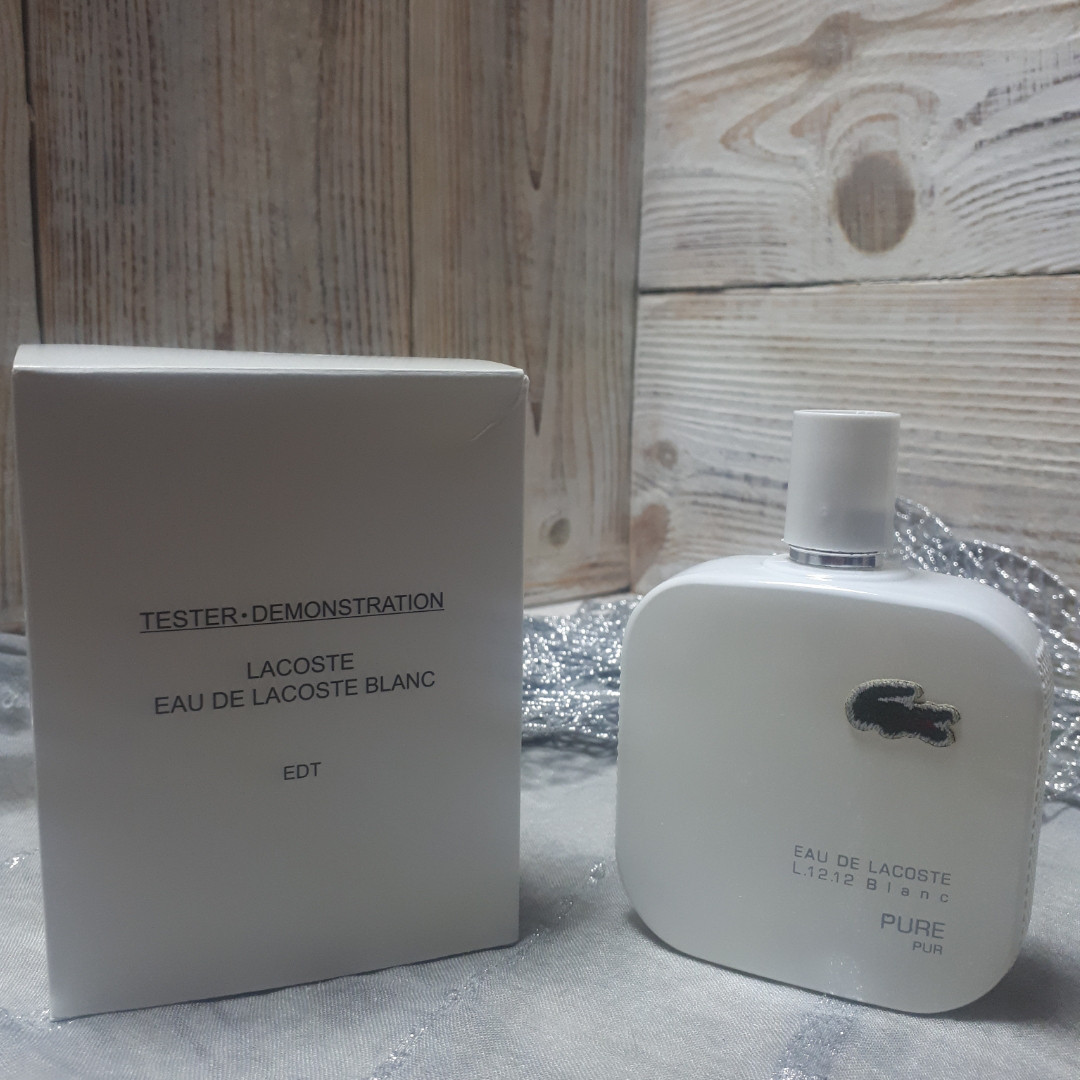 TESTER•DEMONSTRATION
LACOSTE
EAU DE LACOSTE BLANC
EDT
EAU DE LACOSTE
L.12.12 Blanc
PURE
PUR